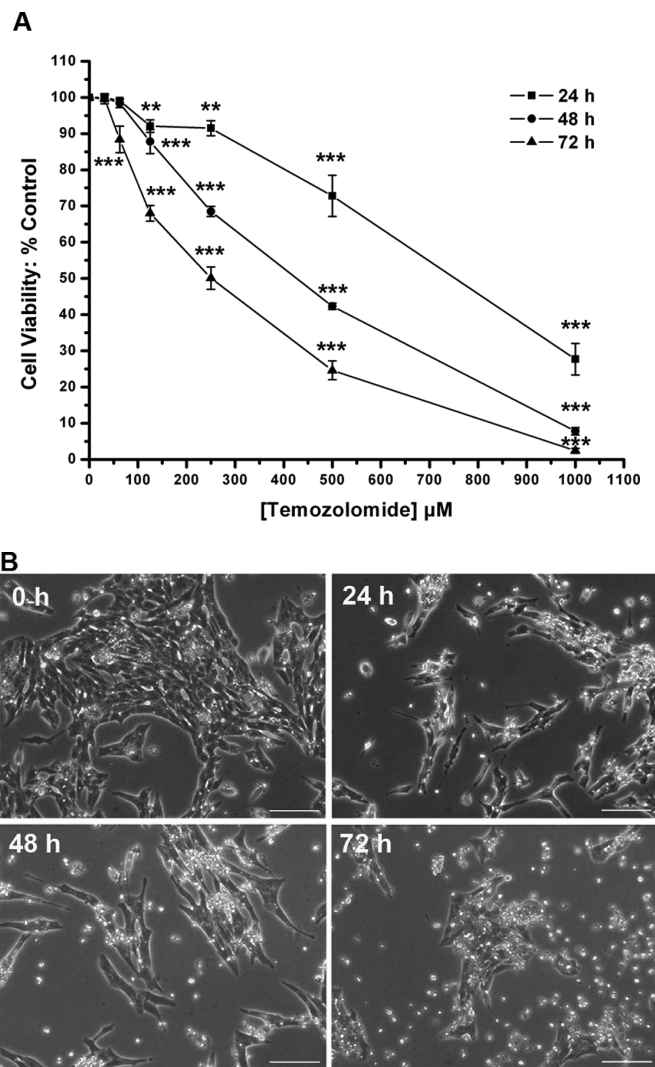 A
110
100
90
80
70
60
50
40
30
20
10
0
Cell Viability: % Control
24 h
48 h
72 h
** **
***
***
***
***
***
***
***
***
***
***
***
***
0 100 200 300 400 500 600 700 800 900 1000 1100
[Temozolomide] µM
B
0 h
24 h
48 h
72 h